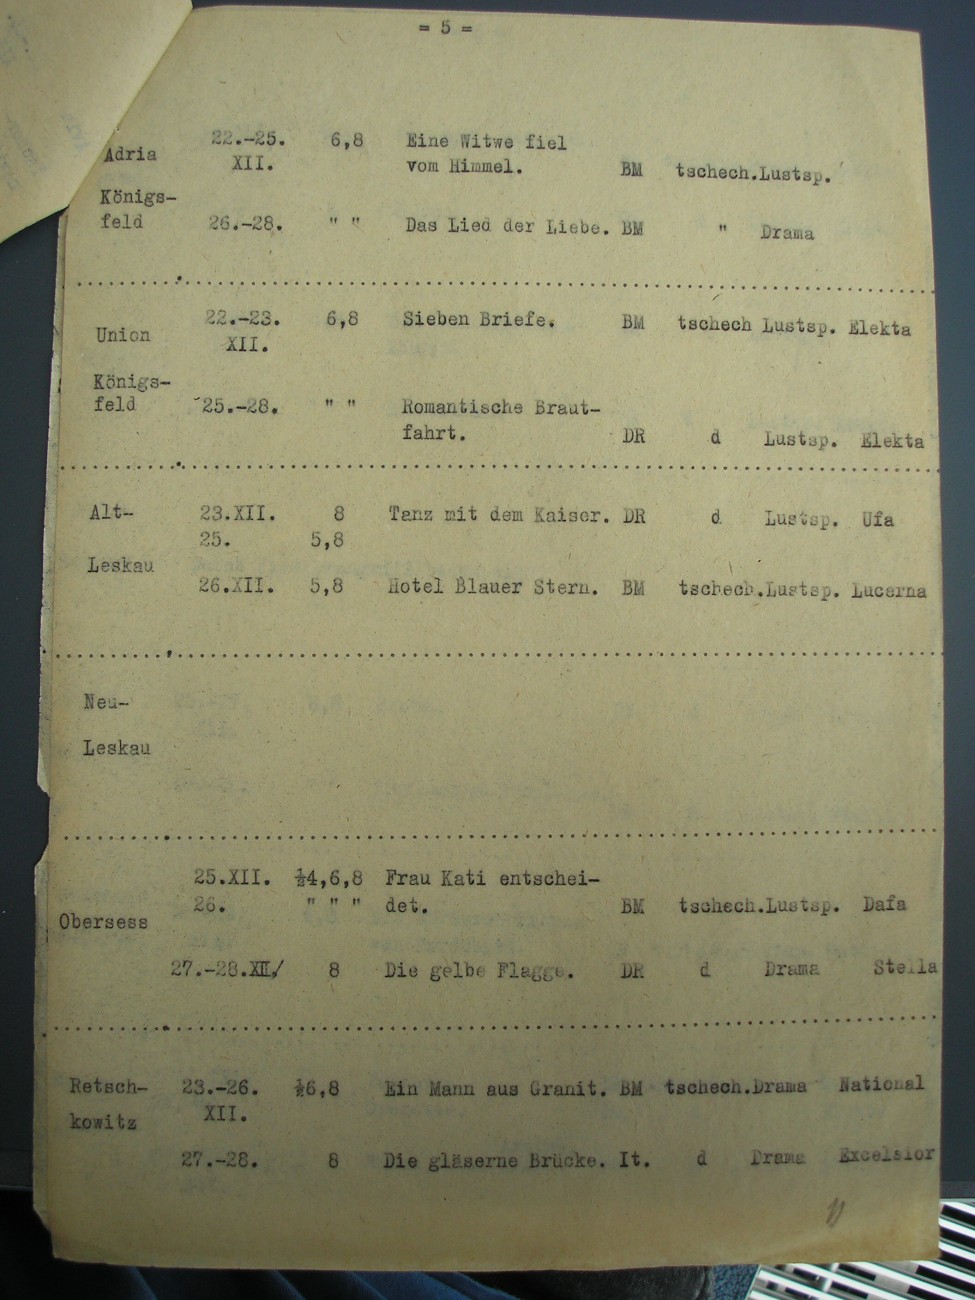 = 5 =
Adria 22.-25. 6,8 Eine Witwe fiel
XII. vom Himmel. BM tschech.Lustsp.
Königs-
feld 26.-28. " " Das Lied der Liebe. BM " Drama
Union 22.-23. 6,8 Sieben Briefe. BM tschech Lustsp. Elekta
XII.
Königs-
feld 25.-28. " " Romantische Braut-
fahrt. DR d Lustsp. Elekta
Alt- 23.XII. 8 Tanz mit dem Kaiser. DR d Lustsp. Ufa
25. 5,8
Leskau
26.XII. 5,8 Hotel Blauer Stern. BM tschech.Lustsp. Lucerna
Neu-
Leskau
25.XII. ½4,6,8 Frau Kati entschei-
26. " " " det. BM tschech.Lustsp. Dafa
Obersess
27.-28.XII/ 8 Die gelbe Flagge. DR d Drama Stella
Retsch- 23.-26. ½6,8 Ein Mann aus Granit. BM tschech.Drama National
kowitz XII.
27.-28. 8 Die gläserne Brücke. It. d Drama Excelsior